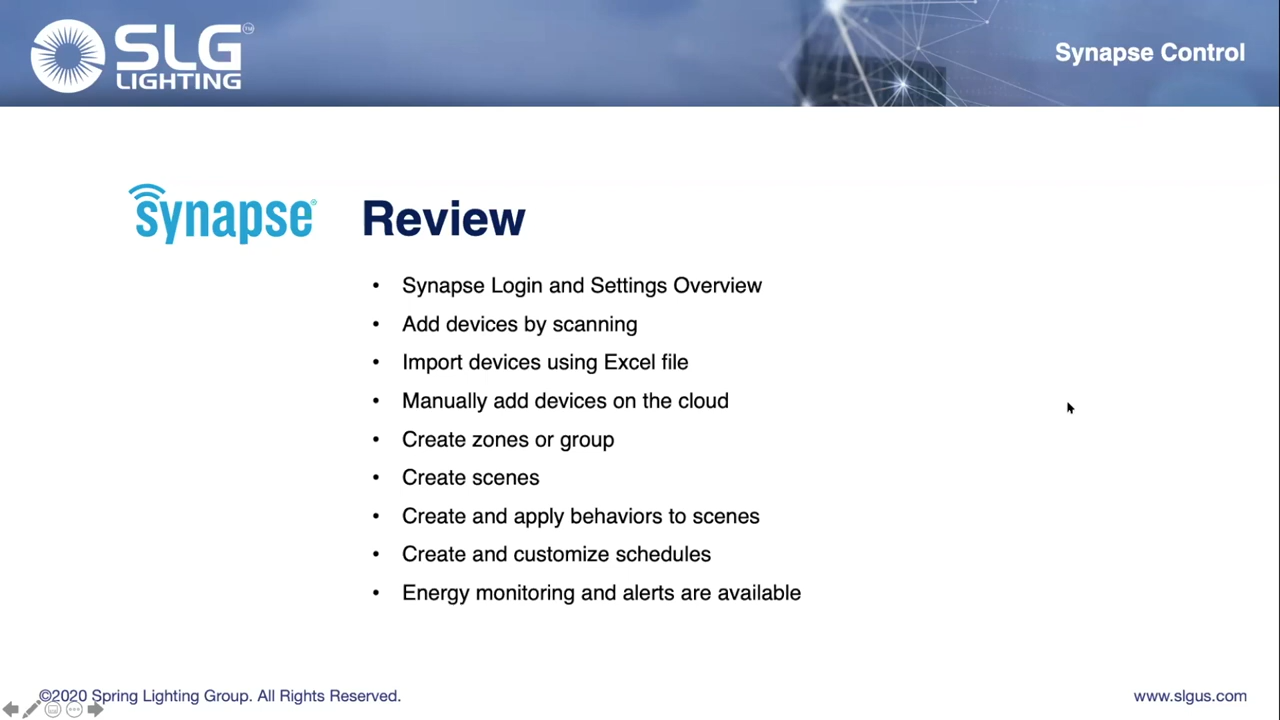 SLG™
LIGHTING
Synapse Control
synapse®
Review
• Synapse Login and Settings Overview
• Add devices by scanning
• Import devices using Excel file
• Manually add devices on the cloud
• Create zones or group
• Create scenes
• Create and apply behaviors to scenes
• Create and customize schedules
• Energy monitoring and alerts are available
©2020 Spring Lighting Group. All Rights Reserved.
www.slgus.com